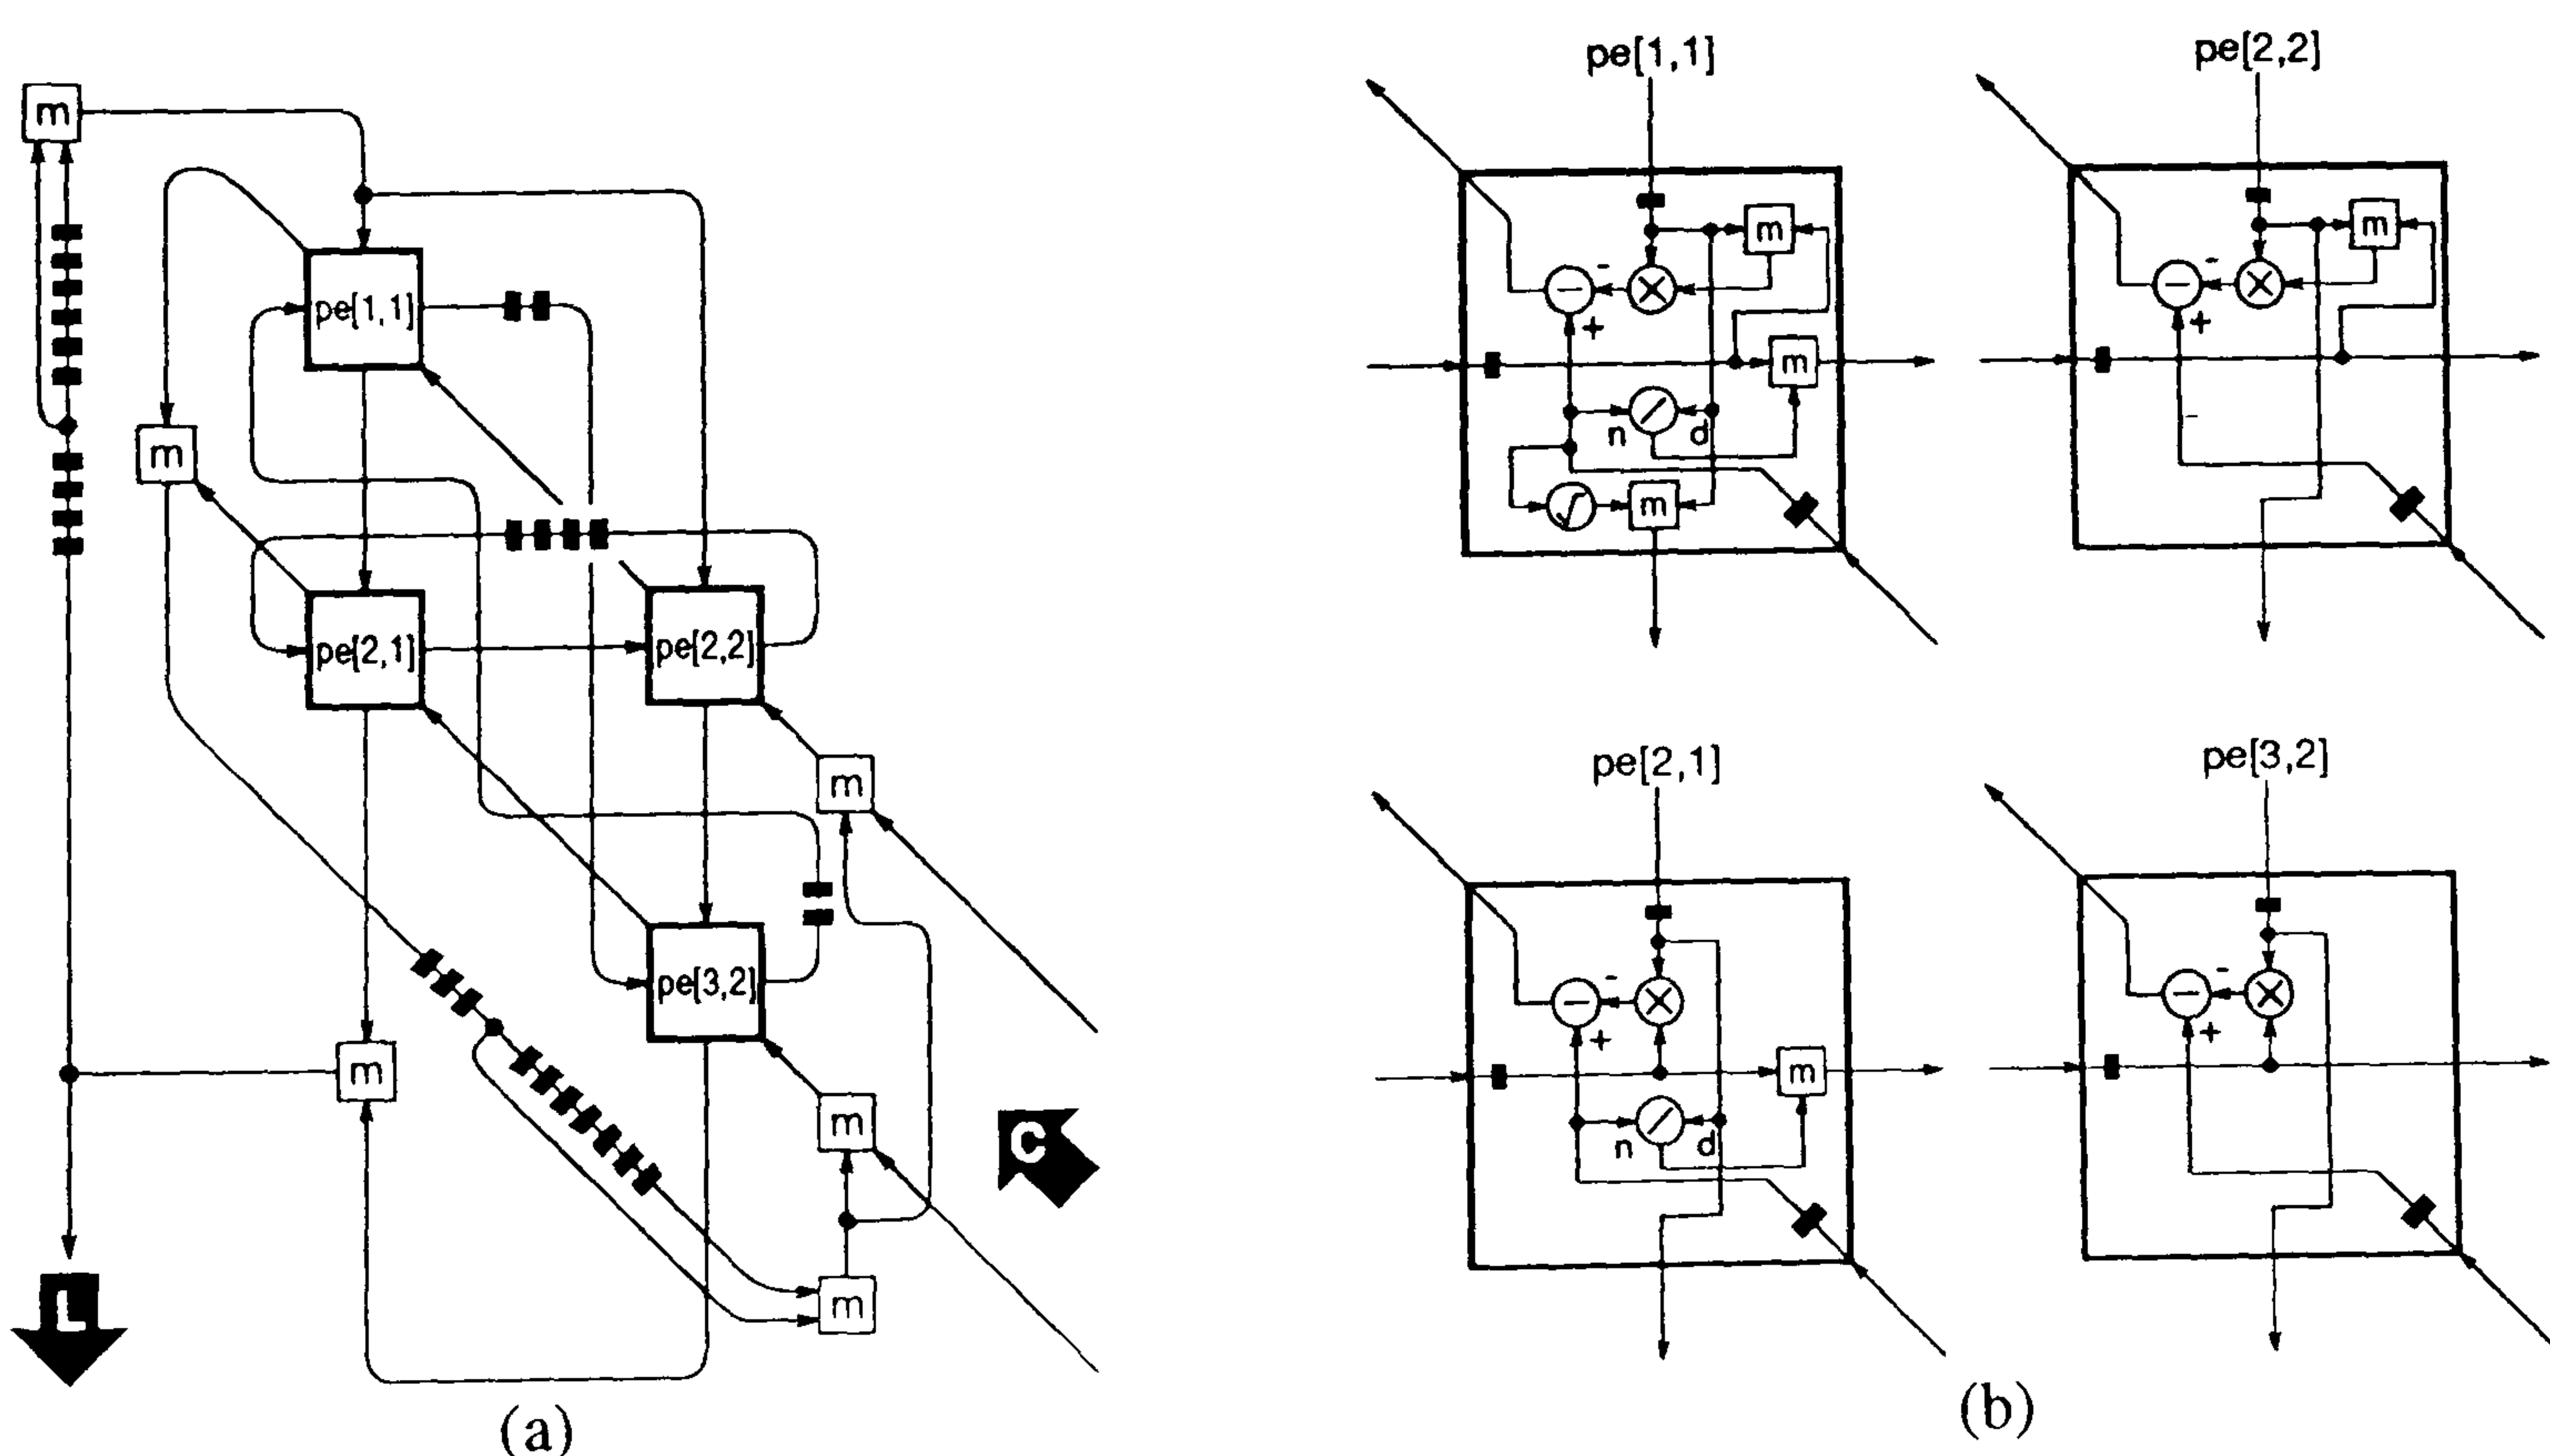 m
pe[1,1]
m
pe[2,1]
pe[2,2]
m
pe[3,2]
m
m
C
m
L
(a)
pe[1,1]
m
-
−
×
+
m
/
n
d
√
m
pe[2,2]
m
-
−
×
+
pe[2,1]
-
−
×
+
m
/
n
d
pe[3,2]
-
−
×
+
(b)